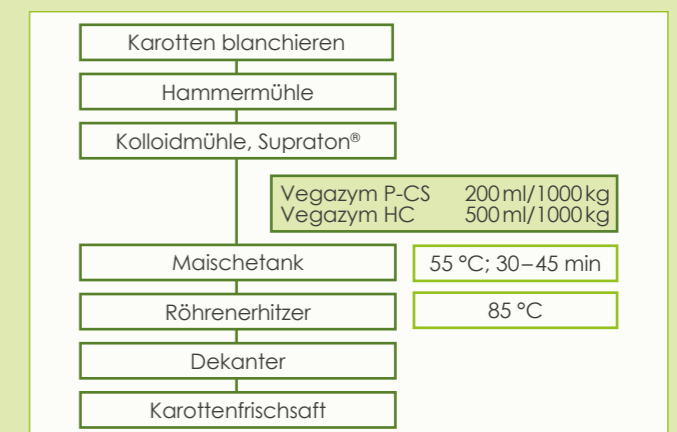 Karotten blanchieren
Hammermühle
Kolloidmühle, Supraton®
Vegazym P-CS 200 ml/1000 kg
Vegazym HC 500 ml/1000 kg
Maischetank 55 °C; 30–45 min
Röhrenerhitzer 85 °C
Dekanter
Karottenfrischsaft